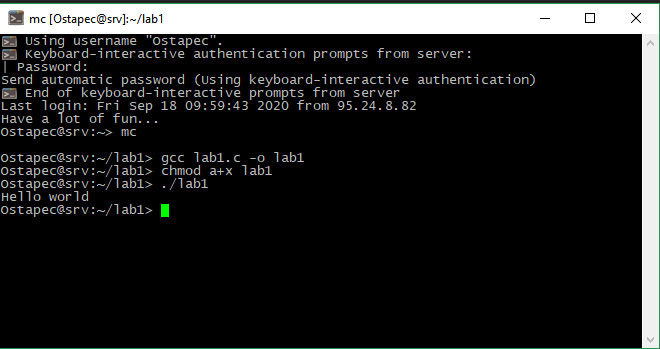 mc [Ostapec@srv]:~/lab1
Using username "Ostapec".
Keyboard-interactive authentication prompts from server:
| Password:
Send automatic password (Using keyboard-interactive authentication)
End of keyboard-interactive prompts from server
Last login: Fri Sep 18 09:59:43 2020 from 95.24.8.82
Have a lot of fun...
Ostapec@srv:~> mc
Ostapec@srv:~/lab1> gcc lab1.c -o lab1
Ostapec@srv:~/lab1> chmod a+x lab1
Ostapec@srv:~/lab1> ./lab1
Hello world
Ostapec@srv:~/lab1>